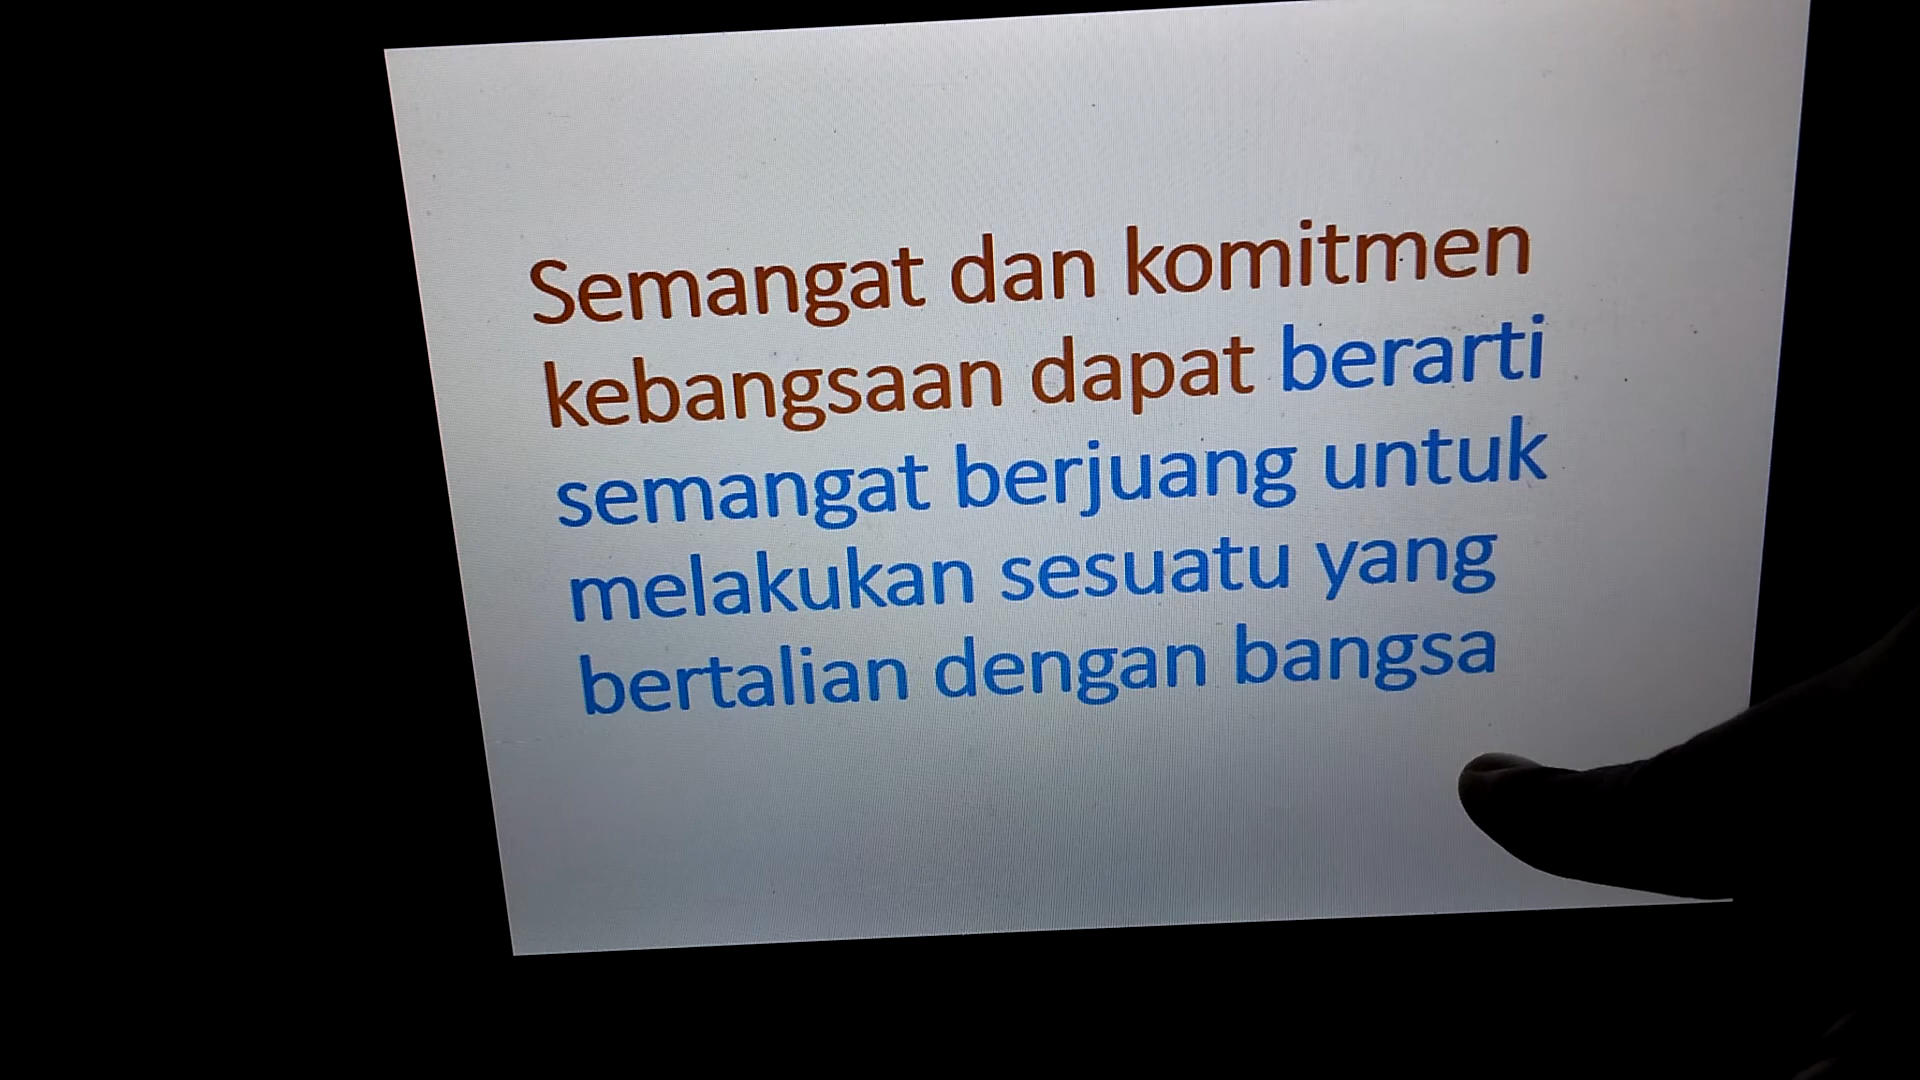 Semangat dan komitmen
kebangsaan dapat berarti
semangat berjuang untuk
melakukan sesuatu yang
bertalian dengan bangsa